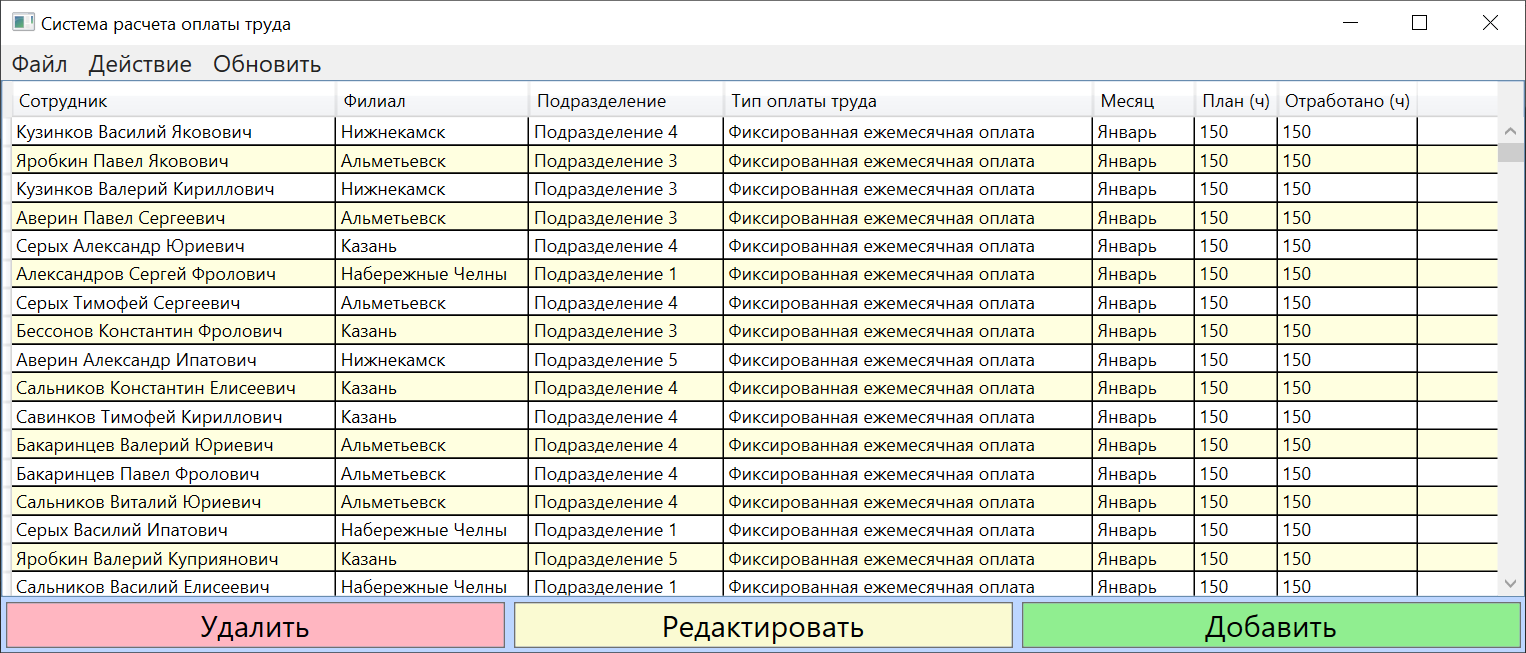 Система расчета оплаты труда
Файл Действие Обновить
Сотрудник Филиал Подразделение Тип оплаты труда Месяц План (ч) Отработано (ч)
Кузинков Василий Яковович Нижнекамск Подразделение 4 Фиксированная ежемесячная оплата Январь 150 150
Яробкин Павел Яковович Альметьевск Подразделение 3 Фиксированная ежемесячная оплата Январь 150 150
Кузинков Валерий Кириллович Нижнекамск Подразделение 3 Фиксированная ежемесячная оплата Январь 150 150
Аверин Павел Сергеевич Альметьевск Подразделение 3 Фиксированная ежемесячная оплата Январь 150 150
Серых Александр Юриевич Казань Подразделение 4 Фиксированная ежемесячная оплата Январь 150 150
Александров Сергей Фролович Набережные Челны Подразделение 1 Фиксированная ежемесячная оплата Январь 150 150
Серых Тимофей Сергеевич Альметьевск Подразделение 4 Фиксированная ежемесячная оплата Январь 150 150
Бессонов Константин Фролович Казань Подразделение 3 Фиксированная ежемесячная оплата Январь 150 150
Аверин Александр Ипатович Нижнекамск Подразделение 5 Фиксированная ежемесячная оплата Январь 150 150
Сальников Константин Елисеевич Казань Подразделение 4 Фиксированная ежемесячная оплата Январь 150 150
Савинков Тимофей Кириллович Казань Подразделение 4 Фиксированная ежемесячная оплата Январь 150 150
Бакаринцев Валерий Юриевич Альметьевск Подразделение 4 Фиксированная ежемесячная оплата Январь 150 150
Бакаринцев Павел Фролович Альметьевск Подразделение 4 Фиксированная ежемесячная оплата Январь 150 150
Сальников Виталий Юриевич Альметьевск Подразделение 4 Фиксированная ежемесячная оплата Январь 150 150
Серых Василий Ипатович Набережные Челны Подразделение 1 Фиксированная ежемесячная оплата Январь 150 150
Яробкин Валерий Куприянович Казань Подразделение 5 Фиксированная ежемесячная оплата Январь 150 150
Сальников Василий Елисеевич Набережные Челны Подразделение 1 Фиксированная ежемесячная оплата Январь 150 150
Удалить Редактировать Добавить